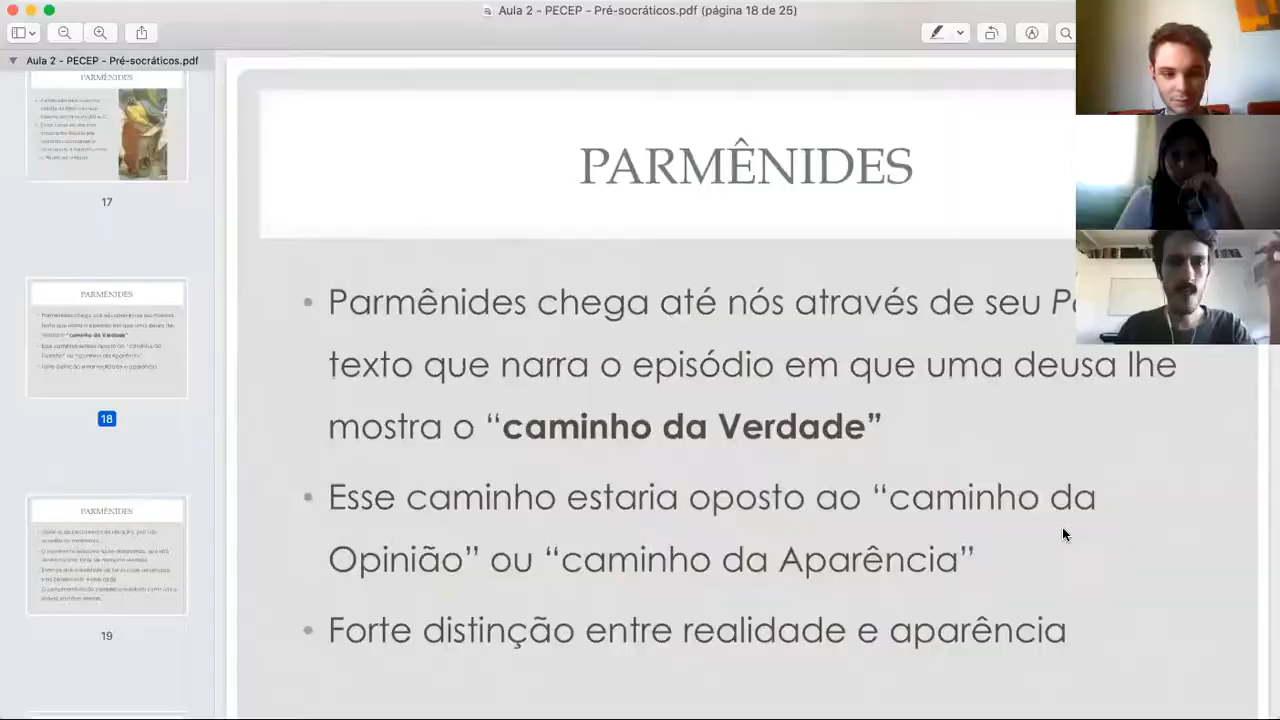 Aula 2 - PECEP - Pré-socráticos.pdf (página 18 de 25)
Aula 2 - PECEP - Pré-socráticos.pdf
PARMÊNIDES
17
PARMÊNIDES
18
PARMÊNIDES
19
PARMÊNIDES
• Parmênides chega até nós através de seu
texto que narra o episódio em que uma deusa lhe
mostra o “caminho da Verdade”
• Esse caminho estaria oposto ao “caminho da
Opinião” ou “caminho da Aparência”
• Forte distinção entre realidade e aparência